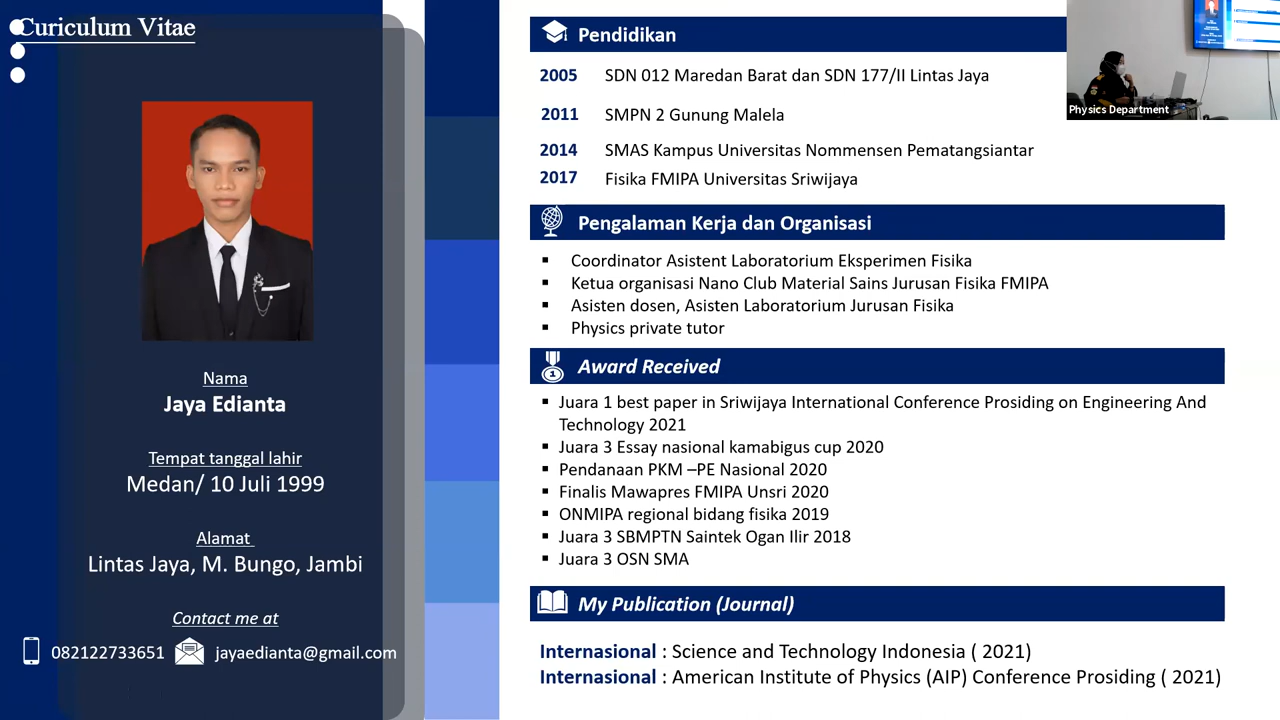 Curiculum Vitae
Nama
Jaya Edianta
Tempat tanggal lahir
Medan/ 10 Juli 1999
Alamat
Lintas Jaya, M. Bungo, Jambi
Contact me at
082122733651 jayaedianta@gmail.com
Pendidikan
2005 SDN 012 Maredan Barat dan SDN 177/II Lintas Jaya
2011 SMPN 2 Gunung Malela
2014 SMAS Kampus Universitas Nommensen Pematangsiantar
2017 Fisika FMIPA Universitas Sriwijaya
Pengalaman Kerja dan Organisasi
▪ Coordinator Asistent Laboratorium Eksperimen Fisika
▪ Ketua organisasi Nano Club Material Sains Jurusan Fisika FMIPA
▪ Asisten dosen, Asisten Laboratorium Jurusan Fisika
▪ Physics private tutor
1 Award Received
▪ Juara 1 best paper in Sriwijaya International Conference Prosiding on Engineering And
Technology 2021
▪ Juara 3 Essay nasional kamabigus cup 2020
▪ Pendanaan PKM –PE Nasional 2020
▪ Finalis Mawapres FMIPA Unsri 2020
▪ ONMIPA regional bidang fisika 2019
▪ Juara 3 SBMPTN Saintek Ogan Ilir 2018
▪ Juara 3 OSN SMA
My Publication (Journal)
Internasional : Science and Technology Indonesia ( 2021)
Internasional : American Institute of Physics (AIP) Conference Prosiding ( 2021)
Physics Department